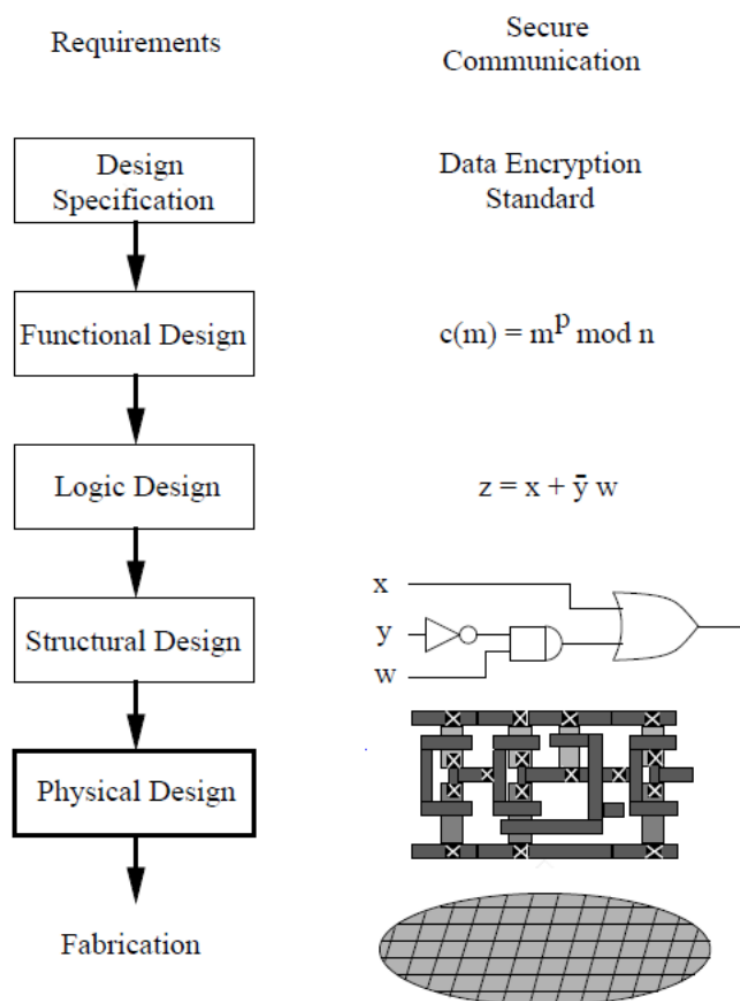 Requirements
Secure
Communication
Design
Specification
Data Encryption
Standard
Functional Design
c(m) = m^p mod n
Logic Design
z = x + ȳ w
Structural Design
x
y
w
Physical Design
Fabrication